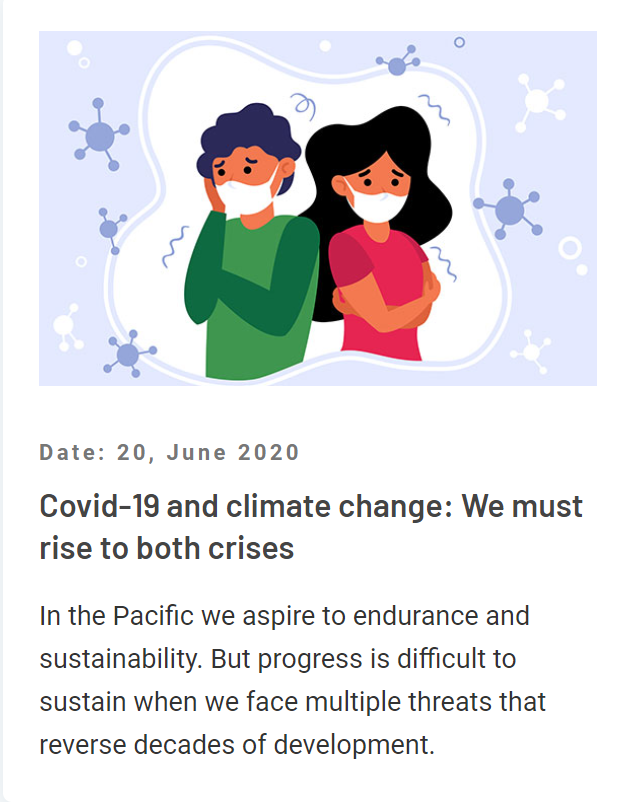 Date: 20, June 2020
Covid-19 and climate change: We must
rise to both crises
In the Pacific we aspire to endurance and
sustainability. But progress is difficult to
sustain when we face multiple threats that
reverse decades of development.